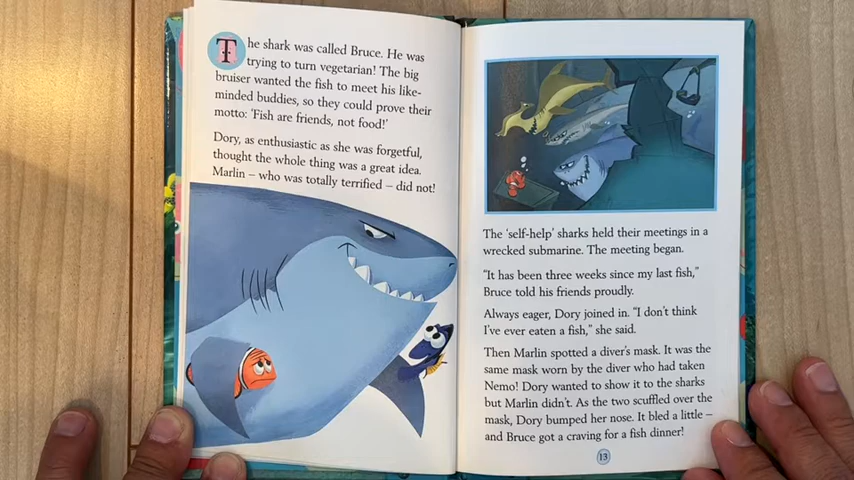 The shark was called Bruce. He was
trying to turn vegetarian! The big
bruiser wanted the fish to meet his like-
minded buddies, so they could prove their
motto: 'Fish are friends, not food!'
Dory, as enthusiastic as she was forgetful,
thought the whole thing was a great idea.
Marlin – who was totally terrified – did not!
The 'self-help' sharks held their meetings in a
wrecked submarine. The meeting began.
"It has been three weeks since my last fish,"
Bruce told his friends proudly.
Always eager, Dory joined in. "I don't think
I've ever eaten a fish," she said.
Then Marlin spotted a diver's mask. It was the
same mask worn by the diver who had taken
Nemo! Dory wanted to show it to the sharks
but Marlin didn't. As the two scuffled over the
mask, Dory bumped her nose. It bled a little –
and Bruce got a craving for a fish dinner!
13